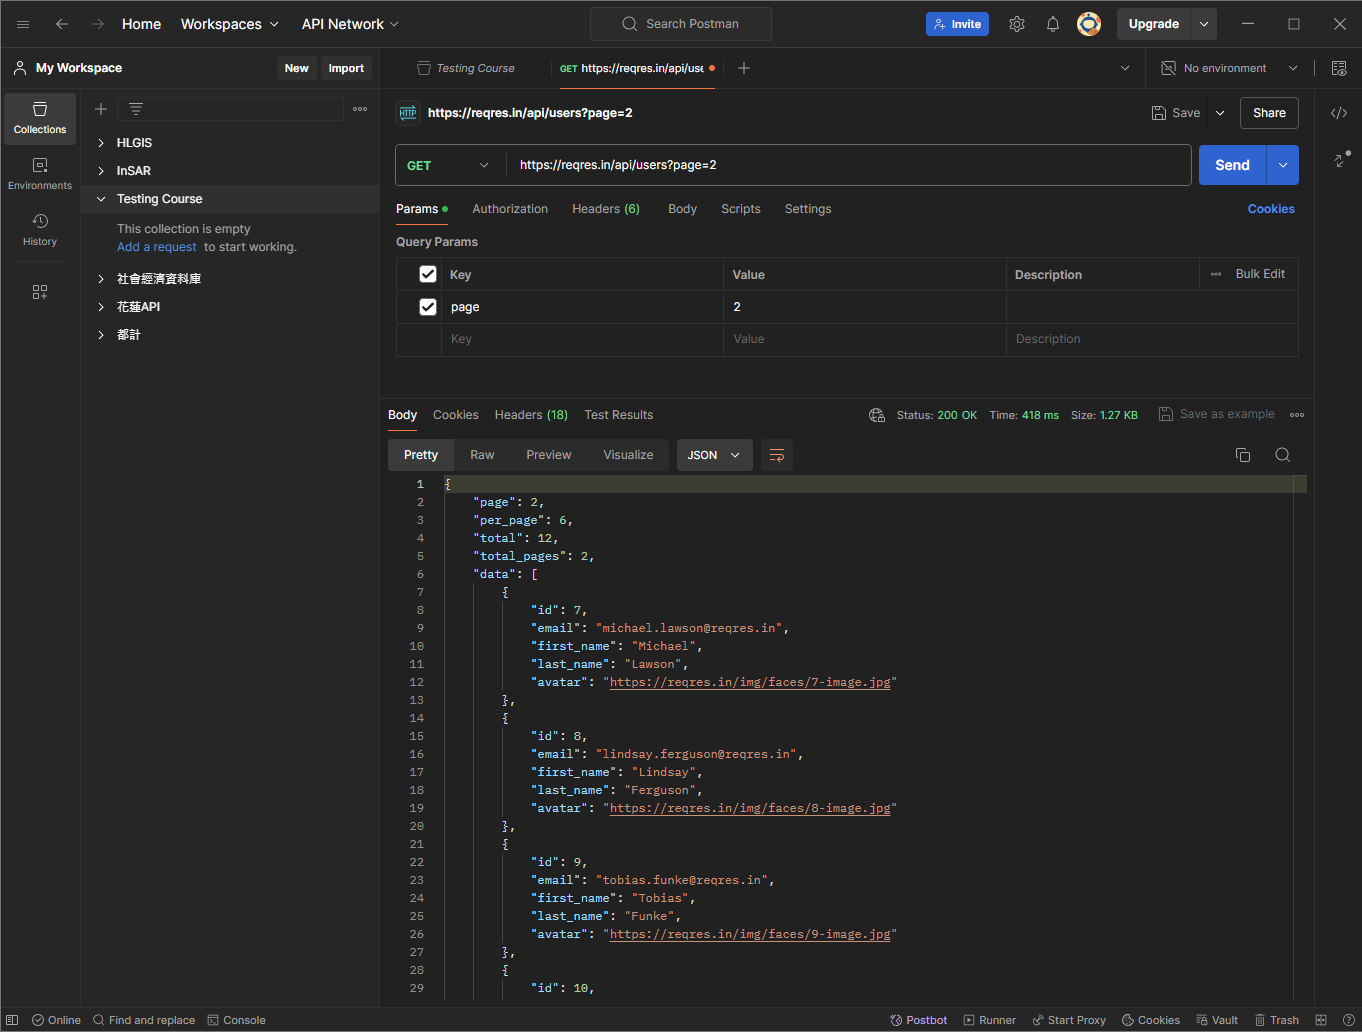 Home Workspaces API Network Search Postman Invite Upgrade
My Workspace New Import Testing Course GET https://reqres.in/api/use No environment
Collections
Environments
History
HLGIS
InSAR
Testing Course
This collection is empty
Add a request to start working.
社會經濟資料庫
花蓮API
都計
HTTP https://reqres.in/api/users?page=2 Save Share
GET https://reqres.in/api/users?page=2 Send
Params Authorization Headers (6) Body Scripts Settings Cookies
Query Params
Key Value Description Bulk Edit
page 2
Key Value Description
Body Cookies Headers (18) Test Results Status: 200 OK Time: 418 ms Size: 1.27 KB Save as example
Pretty Raw Preview Visualize JSON
1 {
2 "page": 2,
3 "per_page": 6,
4 "total": 12,
5 "total_pages": 2,
6 "data": [
7 {
8 "id": 7,
9 "email": "michael.lawson@reqres.in",
10 "first_name": "Michael",
11 "last_name": "Lawson",
12 "avatar": "https://reqres.in/img/faces/7-image.jpg"
13 },
14 {
15 "id": 8,
16 "email": "lindsay.ferguson@reqres.in",
17 "first_name": "Lindsay",
18 "last_name": "Ferguson",
19 "avatar": "https://reqres.in/img/faces/8-image.jpg"
20 },
21 {
22 "id": 9,
23 "email": "tobias.funke@reqres.in",
24 "first_name": "Tobias",
25 "last_name": "Funke",
26 "avatar": "https://reqres.in/img/faces/9-image.jpg"
27 },
28 {
29 "id": 10,
Online Find and replace Console Postbot Runner Start Proxy Cookies Vault Trash